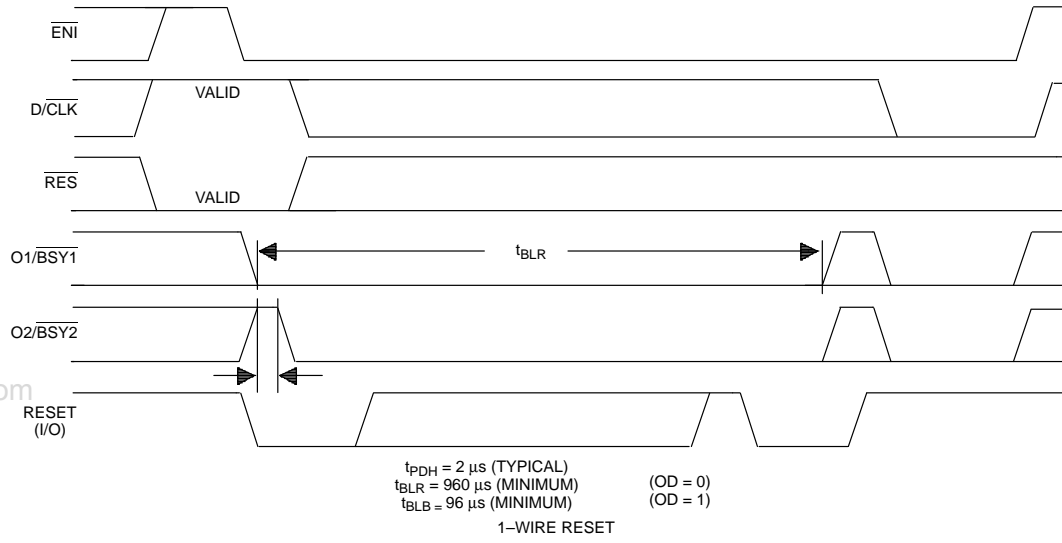 ENI
D/CLK
VALID
RES
VALID
O1/BSY1
tBLR
O2/BSY2
om
RESET
(I/O)
tPDH = 2 µs (TYPICAL)
tBLR = 960 µs (MINIMUM) (OD = 0)
tBLB = 96 µs (MINIMUM) (OD = 1)
1–WIRE RESET